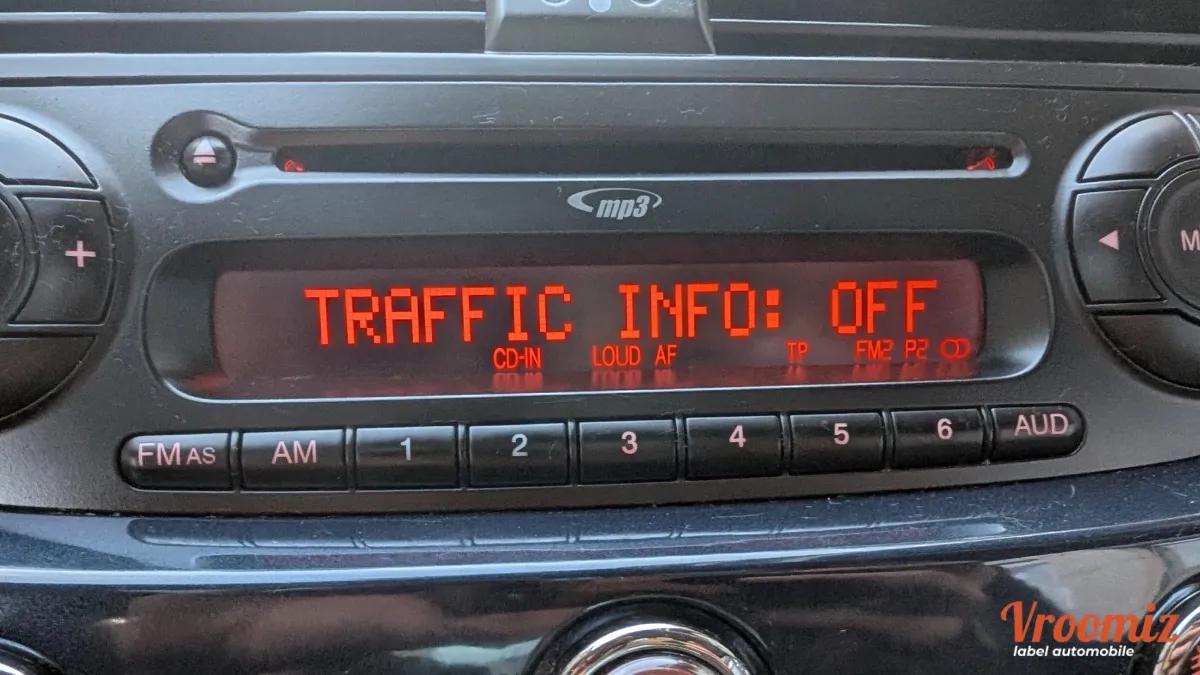 mp3
+
M
TRAFFIC INFO: OFF
CD-IN LOUD AF TP FM2 P2
FM AS AM 1 2 3 4 5 6 AUD
Vroomiz
label automobile